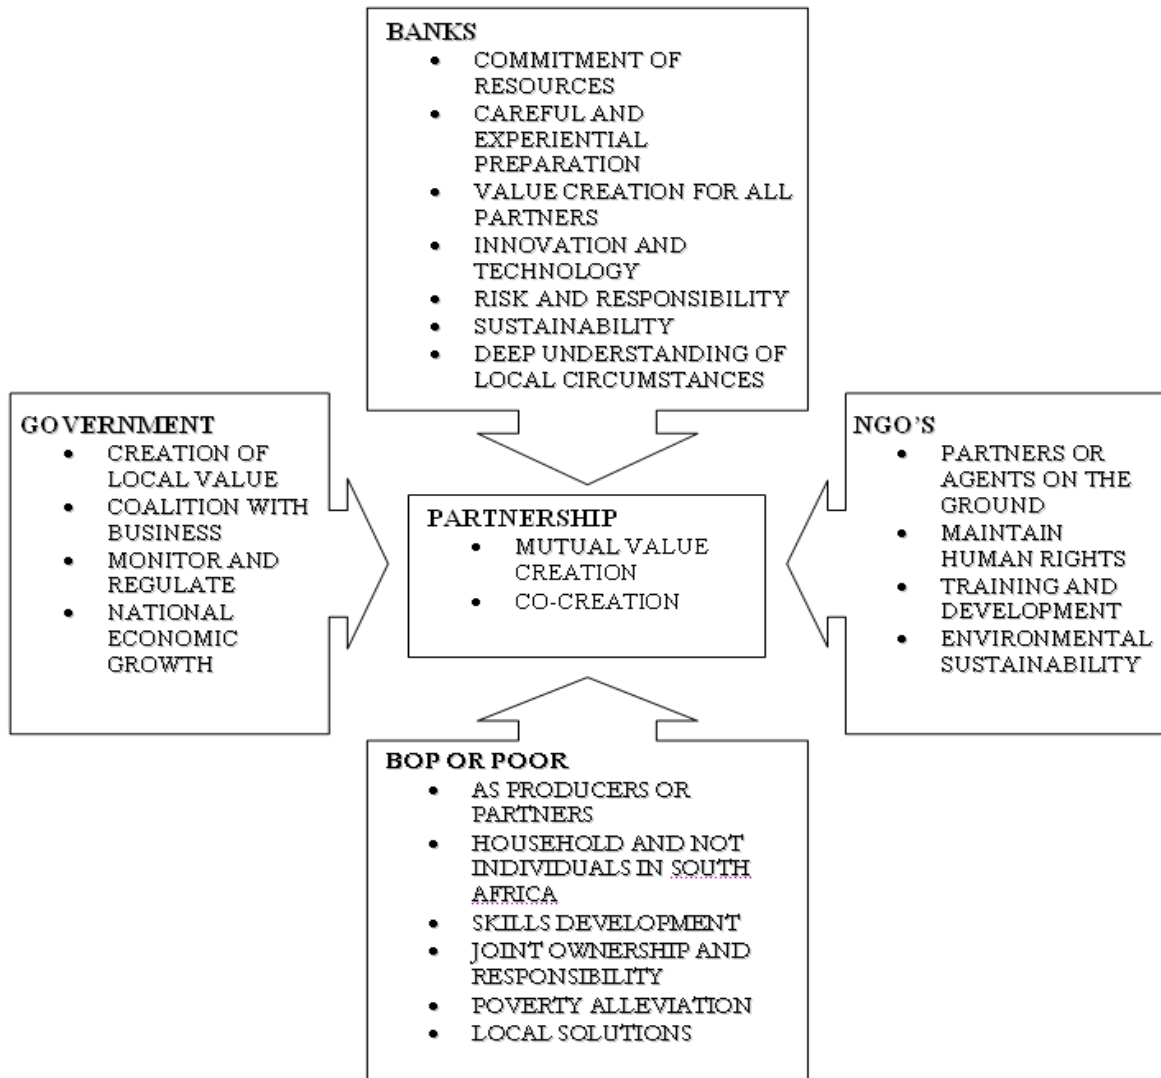 BANKS
• COMMITMENT OF
RESOURCES
• CAREFUL AND
EXPERIENTIAL
PREPARATION
• VALUE CREATION FOR ALL
PARTNERS
• INNOVATION AND
TECHNOLOGY
• RISK AND RESPONSIBILITY
• SUSTAINABILITY
• DEEP UNDERSTANDING OF
LOCAL CIRCUMSTANCES
GOVERNMENT
• CREATION OF
LOCAL VALUE
• COALITION WITH
BUSINESS
• MONITOR AND
REGULATE
• NATIONAL
ECONOMIC
GROWTH
PARTNERSHIP
• MUTUAL VALUE
CREATION
• CO-CREATION
NGO’S
• PARTNERS OR
AGENTS ON THE
GROUND
• MAINTAIN
HUMAN RIGHTS
• TRAINING AND
DEVELOPMENT
• ENVIRONMENTAL
SUSTAINABILITY
BOP OR POOR
• AS PRODUCERS OR
PARTNERS
• HOUSEHOLD AND NOT
INDIVIDUALS IN SOUTH
AFRICA
• SKILLS DEVELOPMENT
• JOINT OWNERSHIP AND
RESPONSIBILITY
• POVERTY ALLEVIATION
• LOCAL SOLUTIONS